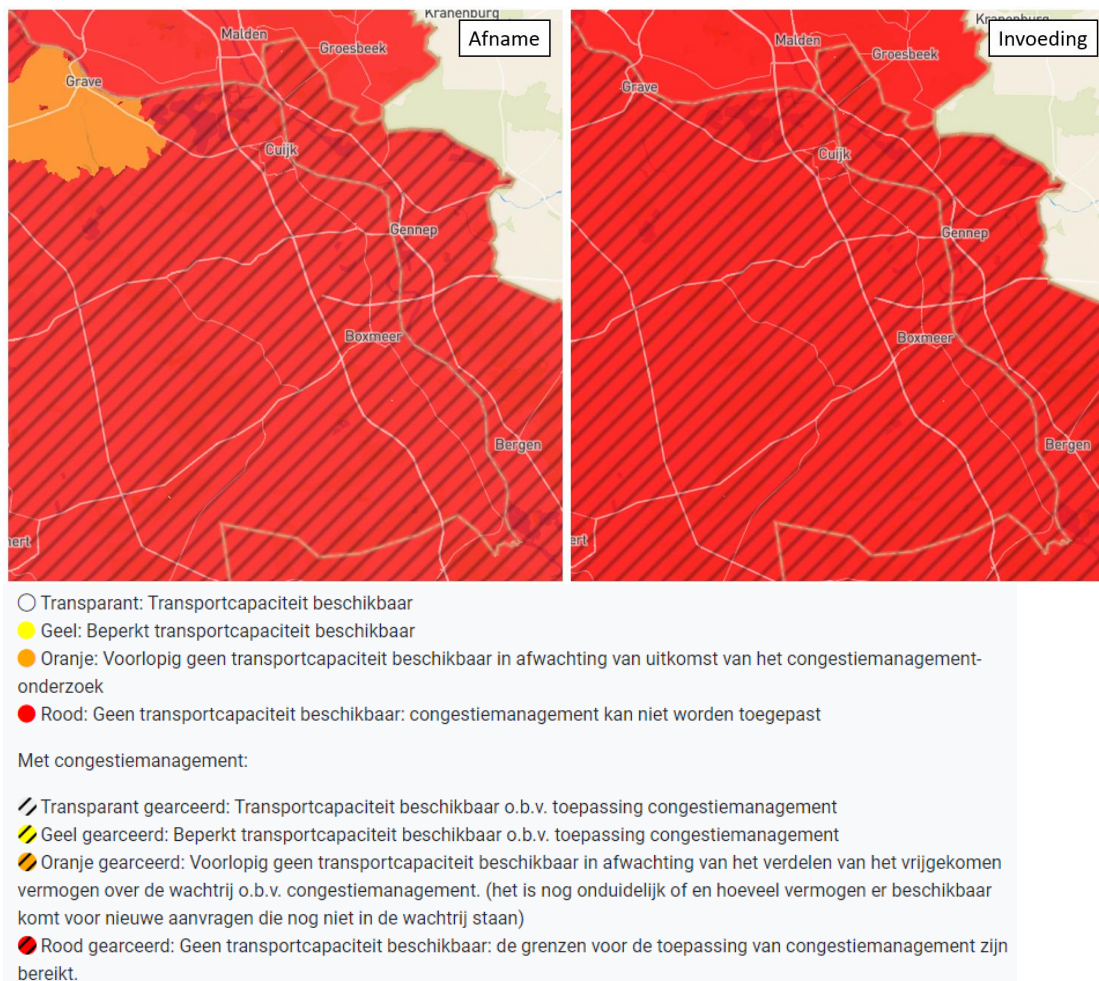 Kranenburg
Malden
Afname
Groesbeek
Grave
Cuijk
Gennep
Boxmeer
Bergen
Kranenburg
Malden
Invoeding
Groesbeek
Grave
Cuijk
Gennep
Boxmeer
Bergen
Transparant: Transportcapaciteit beschikbaar
Geel: Beperkt transportcapaciteit beschikbaar
Oranje: Voorlopig geen transportcapaciteit beschikbaar in afwachting van uitkomst van het congestiemanagement-
onderzoek
Rood: Geen transportcapaciteit beschikbaar: congestiemanagement kan niet worden toegepast
Met congestiemanagement:
Transparant gearceerd: Transportcapaciteit beschikbaar o.b.v. toepassing congestiemanagement
Geel gearceerd: Beperkt transportcapaciteit beschikbaar o.b.v. toepassing congestiemanagement
Oranje gearceerd: Voorlopig geen transportcapaciteit beschikbaar in afwachting van het verdelen van het vrijgekomen
vermogen over de wachtrij o.b.v. congestiemanagement. (het is nog onduidelijk of en hoeveel vermogen er beschikbaar
komt voor nieuwe aanvragen die nog niet in de wachtrij staan)
Rood gearceerd: Geen transportcapaciteit beschikbaar: de grenzen voor de toepassing van congestiemanagement zijn
bereikt.